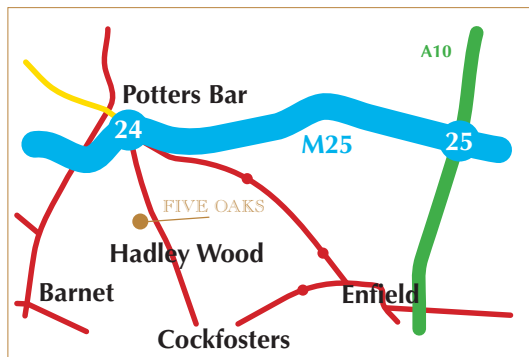 A10
Potters Bar
24
M25
25
FIVE OAKS
Hadley Wood
Barnet
Enfield
Cockfosters